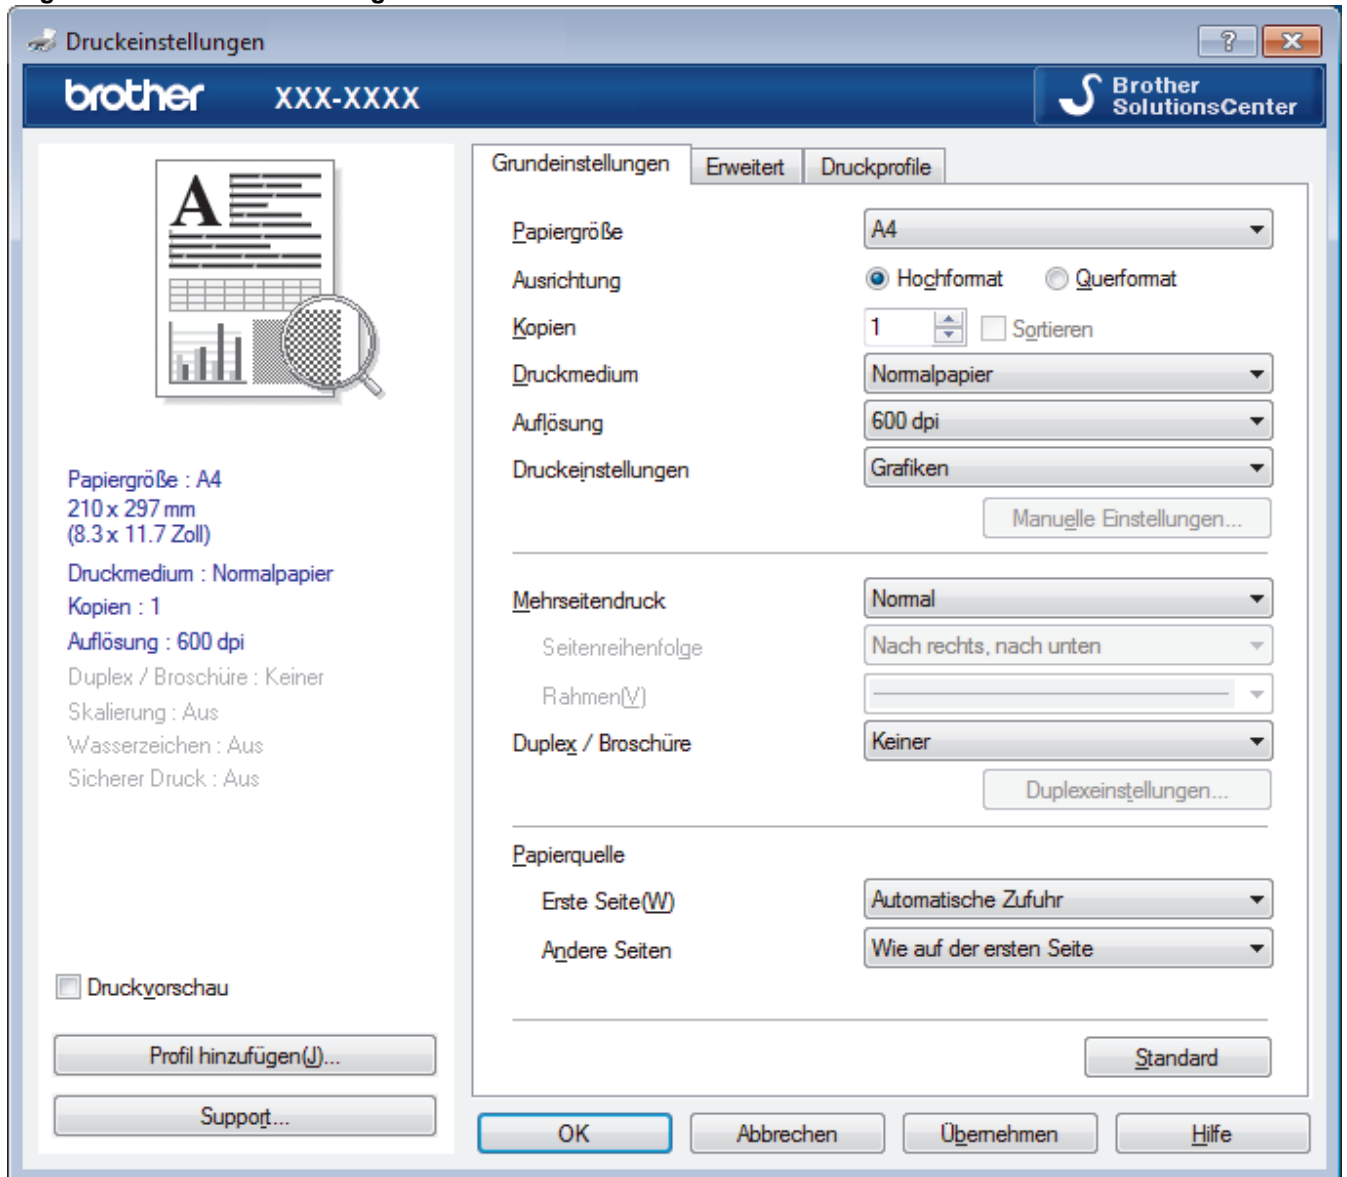 Druckeinstellungen
brother XXX-XXXX
Brother
SolutionsCenter
A
Papiergröße : A4
210 x 297 mm
(8.3 x 11.7 Zoll)
Druckmedium : Normalpapier
Kopien : 1
Auflösung : 600 dpi
Duplex / Broschüre : Keiner
Skalierung : Aus
Wasserzeichen : Aus
Sicherer Druck : Aus
Druckvorschau
Profil hinzufügen(J)...
Support...
Grundeinstellungen Erweitert Druckprofile
Papiergröße A4
Ausrichtung Hochformat Querformat
Kopien 1 Sortieren
Druckmedium Normalpapier
Auflösung 600 dpi
Druckeinstellungen Grafiken
Manuelle Einstellungen...
Mehrseitendruck Normal
Seitenreihenfolge Nach rechts, nach unten
Rahmen(V)
Duplex / Broschüre Keiner
Duplexeinstellungen...
Papierquelle
Erste Seite(W) Automatische Zufuhr
Andere Seiten Wie auf der ersten Seite
Standard
OK Abbrechen Übernehmen Hilfe